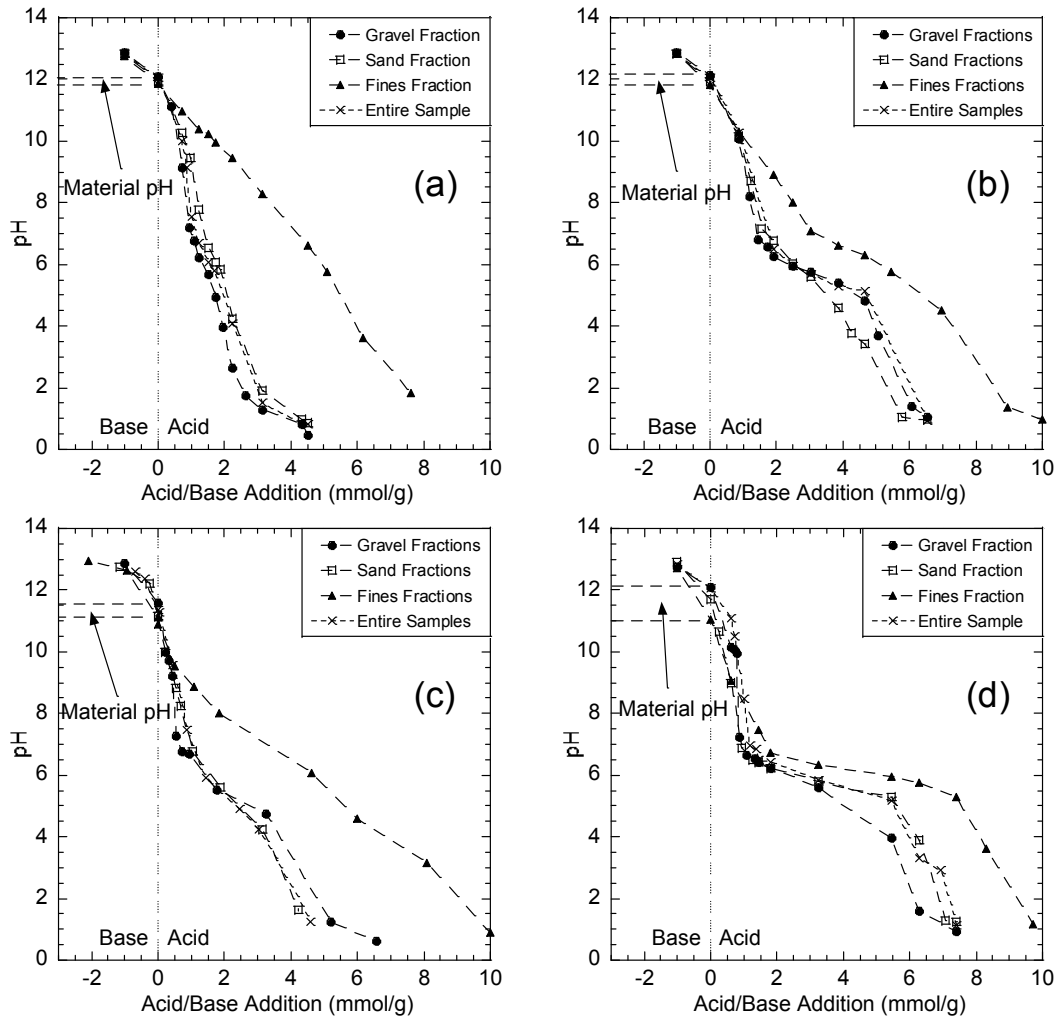 14
12
10
8
6
4
2
0
pH
Gravel Fraction
Sand Fraction
Fines Fraction
Entire Sample
Material pH
(a)
Base Acid
-2 0 2 4 6 8 10
Acid/Base Addition (mmol/g)
14
12
10
8
6
4
2
0
pH
Gravel Fractions
Sand Fractions
Fines Fractions
Entire Samples
Material pH
(b)
Base Acid
-2 0 2 4 6 8 10
Acid/Base Addition (mmol/g)
14
12
10
8
6
4
2
0
pH
Gravel Fractions
Sand Fractions
Fines Fractions
Entire Samples
Material pH
(c)
Base Acid
-2 0 2 4 6 8 10
Acid/Base Addition (mmol/g)
14
12
10
8
6
4
2
0
pH
Gravel Fraction
Sand Fraction
Fines Fraction
Entire Sample
Material pH
(d)
Base Acid
-2 0 2 4 6 8 10
Acid/Base Addition (mmol/g)